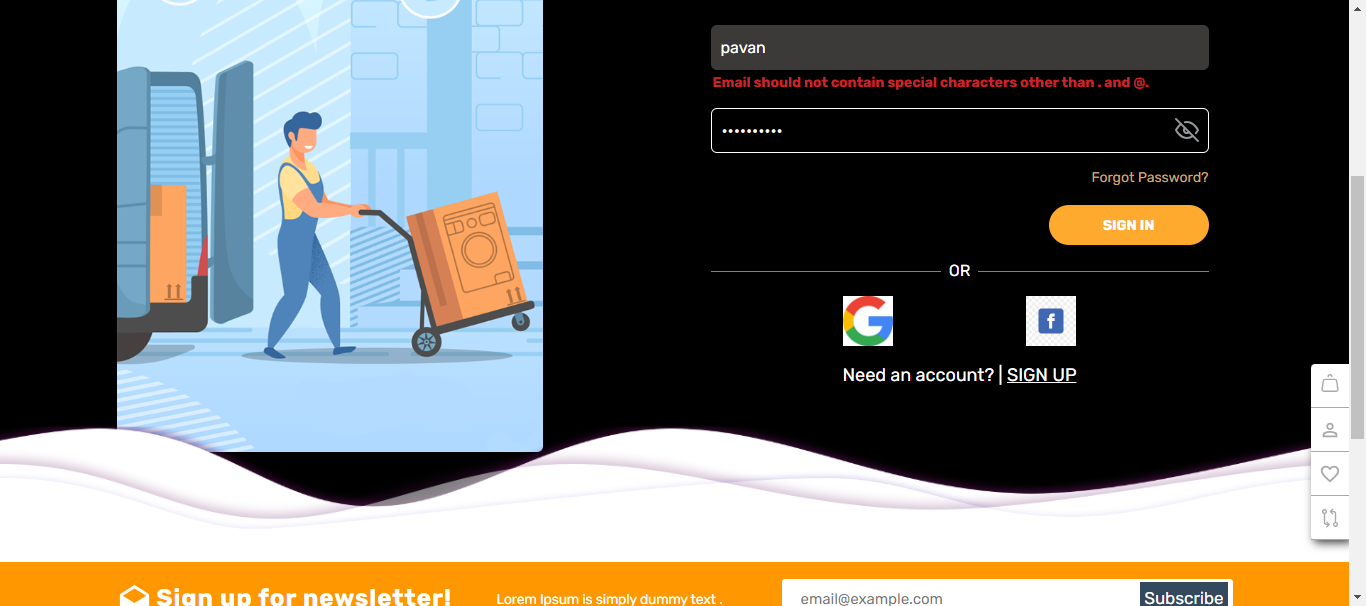 pavan
Email should not contain special characters other than . and @.
••••••••••
Forgot Password?
SIGN IN
OR
Need an account? | SIGN UP
Sign up for newsletter!
Lorem Ipsum is simply dummy text .
email@example.com
Subscribe